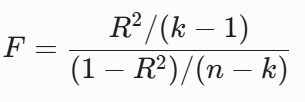 F = \frac{R^2/(k-1)}{(1-R^2)/(n-k)}